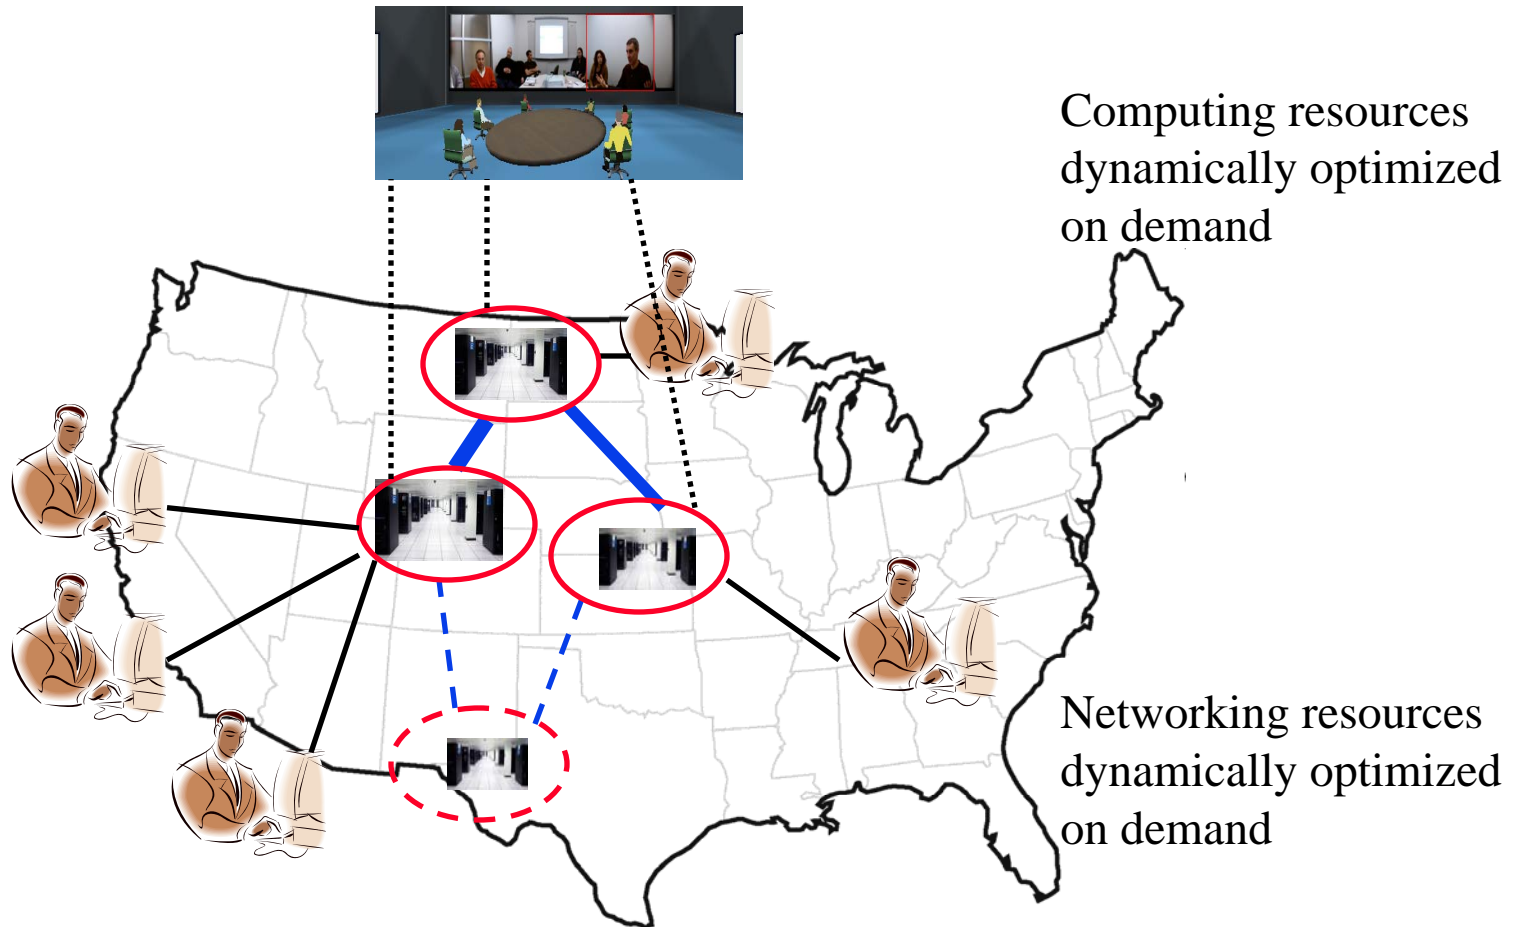 Computing resources
dynamically optimized
on demand
Networking resources
dynamically optimized
on demand